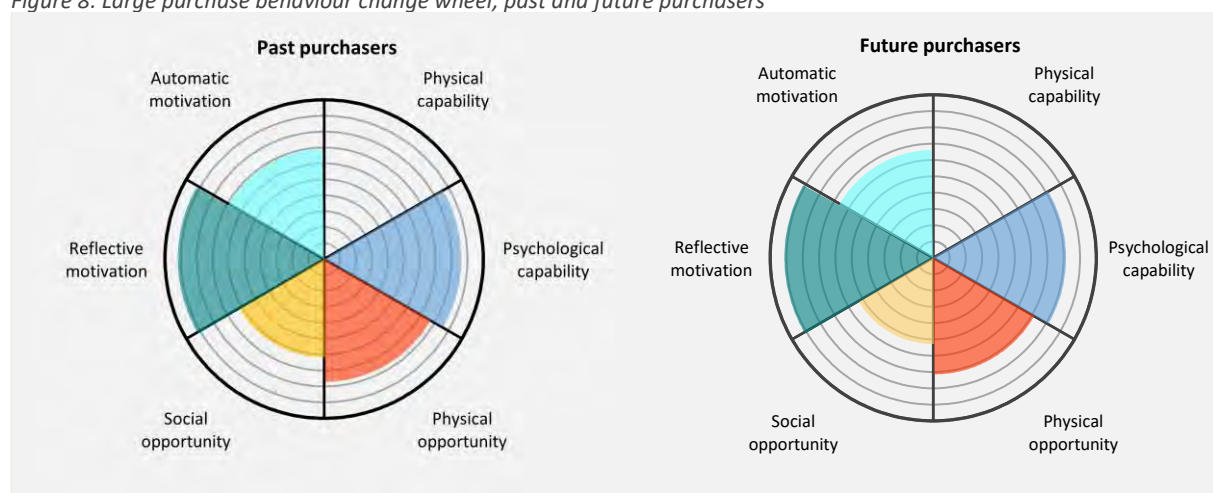 Figure 8: Large purchase behaviour change wheel, past and future purchasers
Past purchasers
Automatic
motivation
Physical
capability
Reflective
motivation
Psychological
capability
Social
opportunity
Physical
opportunity
Future purchasers
Automatic
motivation
Physical
capability
Reflective
motivation
Psychological
capability
Social
opportunity
Physical
opportunity